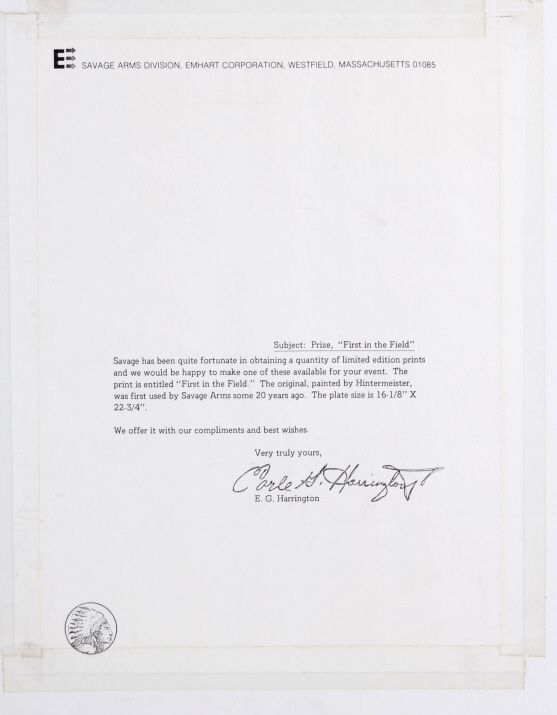 E SAVAGE ARMS DIVISION, EMHART CORPORATION, WESTFIELD, MASSACHUSETTS 01085
Subject: Prize, "First in the Field"
Savage has been quite fortunate in obtaining a quantity of limited edition prints
and we would be happy to make one of these available for your event. The
print is entitled "First in the Field." The original, painted by Hintermeister,
was first used by Savage Arms some 20 years ago. The plate size is 16-1/8" X
22-3/4".
We offer it with our compliments and best wishes.
Very truly yours,
Earle G. Harrington
E. G. Harrington